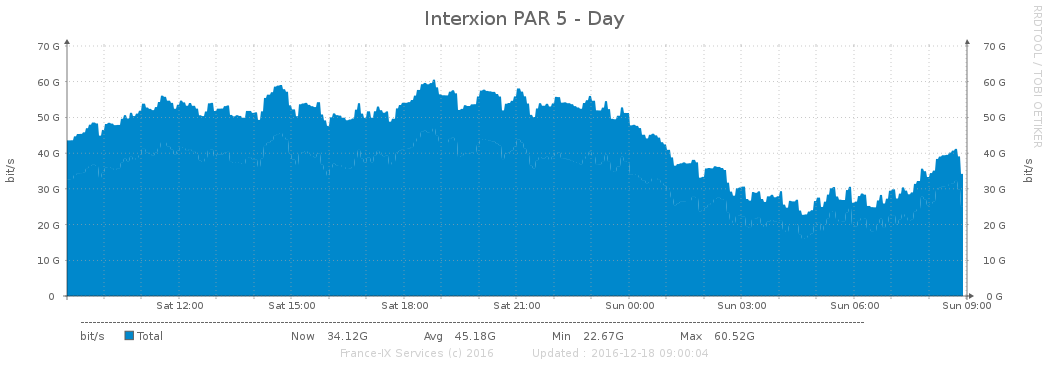 Interxion PAR 5 - Day
RRDTOOL / TOBI OETIKER
bit/s
70 G
60 G
50 G
40 G
30 G
20 G
10 G
0
70 G
60 G
50 G
40 G
30 G
20 G
10 G
0 G
bit/s
Sat 12:00 Sat 15:00 Sat 18:00 Sat 21:00 Sun 00:00 Sun 03:00 Sun 06:00 Sun 09:00
bit/s Total Now 34.12G Avg 45.18G Min 22.67G Max 60.52G
France-IX Services (c) 2016 Updated : 2016-12-18 09:00:04